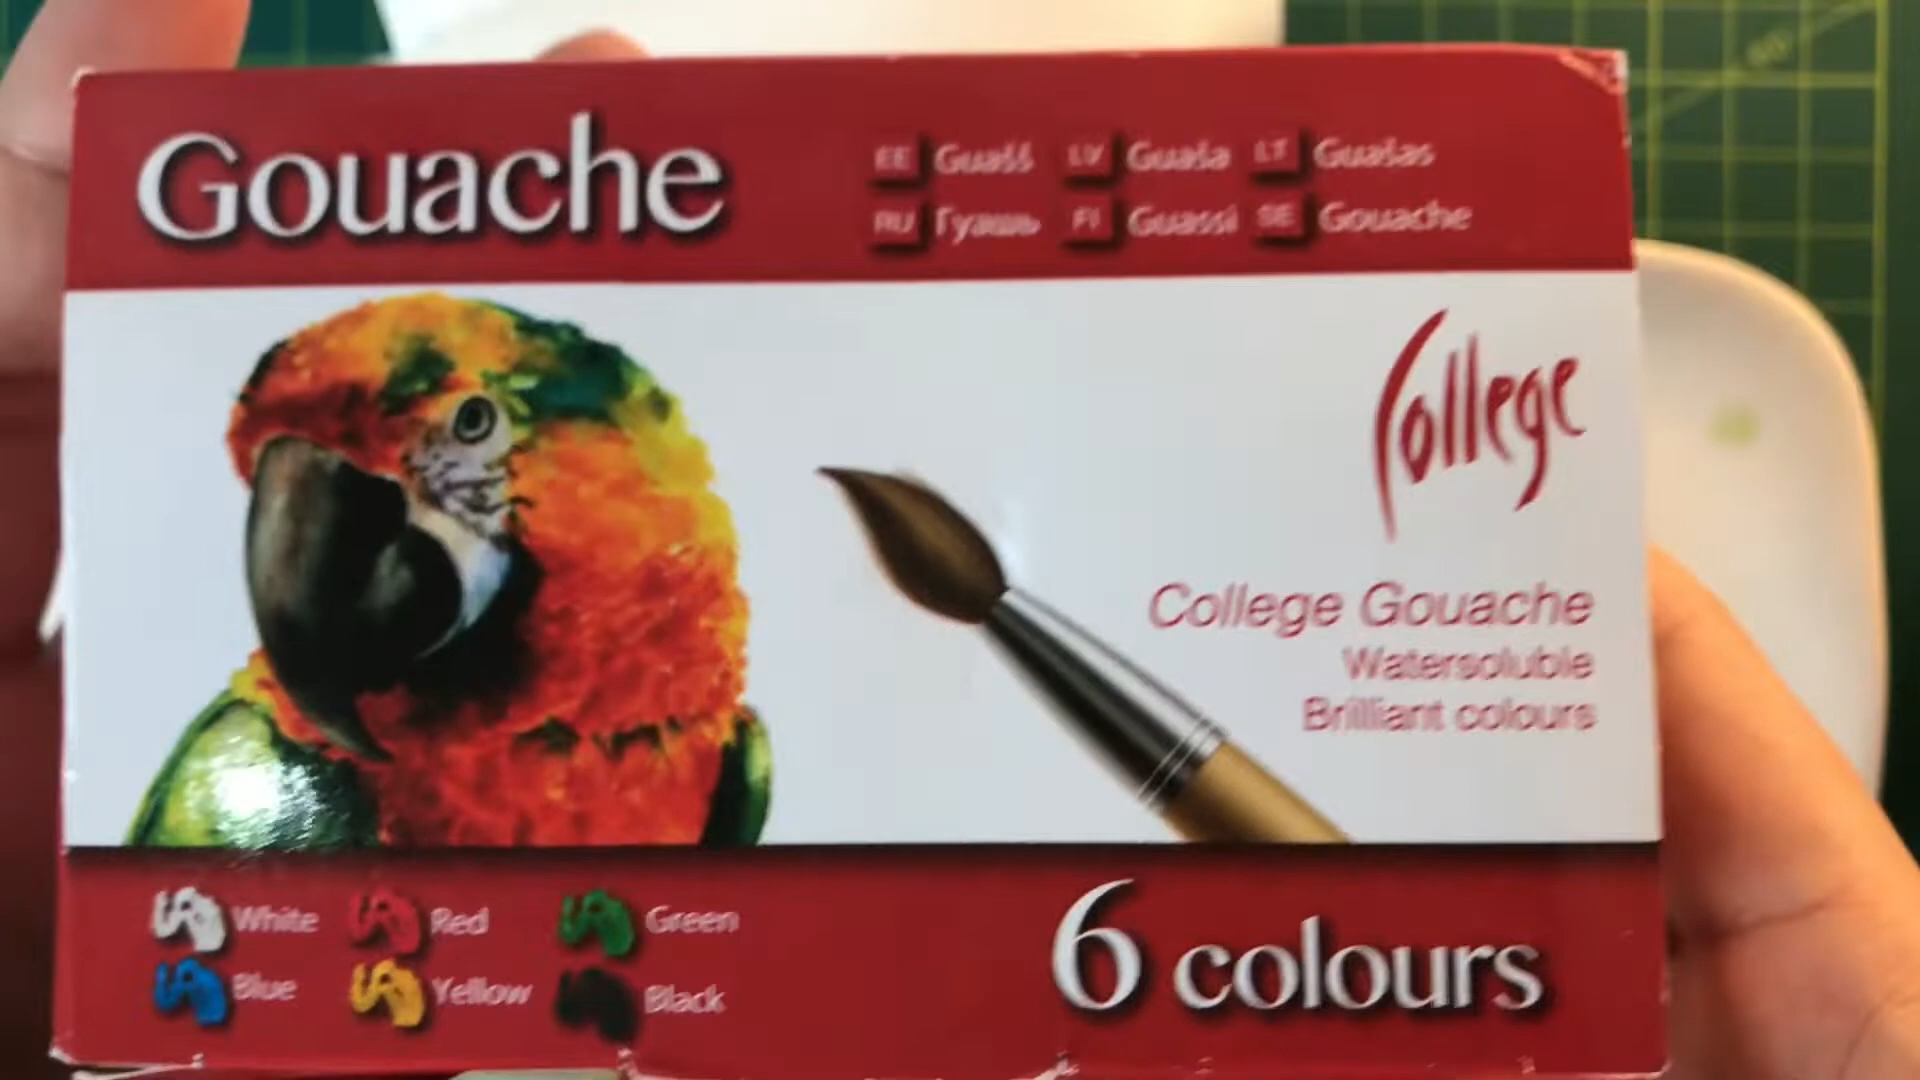 Gouache
EE Guašš LV Guaša LT Guašas
RU Гуашь FI Guassi SE Gouache
College
College Gouache
Watersoluble
Brilliant colours
White Red Green
Blue Yellow Black
6 colours